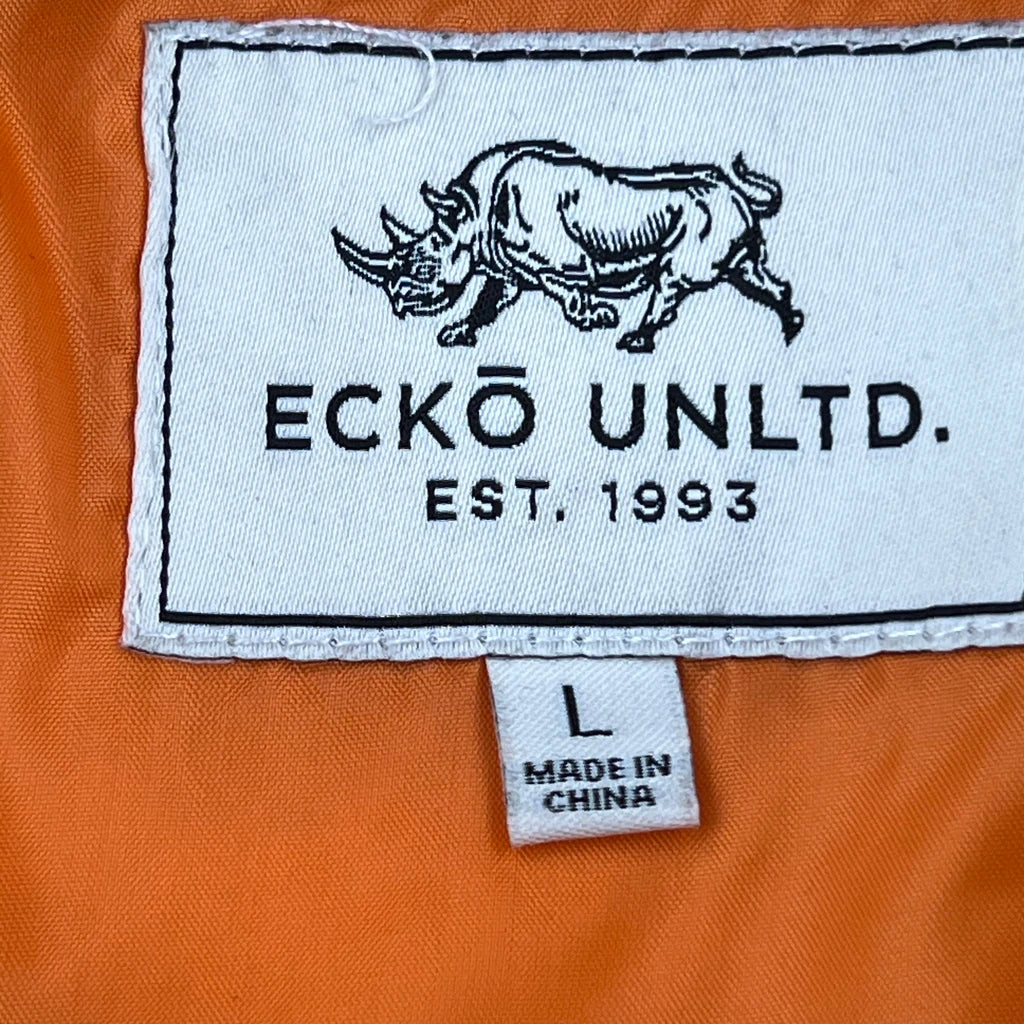 ECKŌ UNLTD.
EST. 1993
L
MADE IN
CHINA